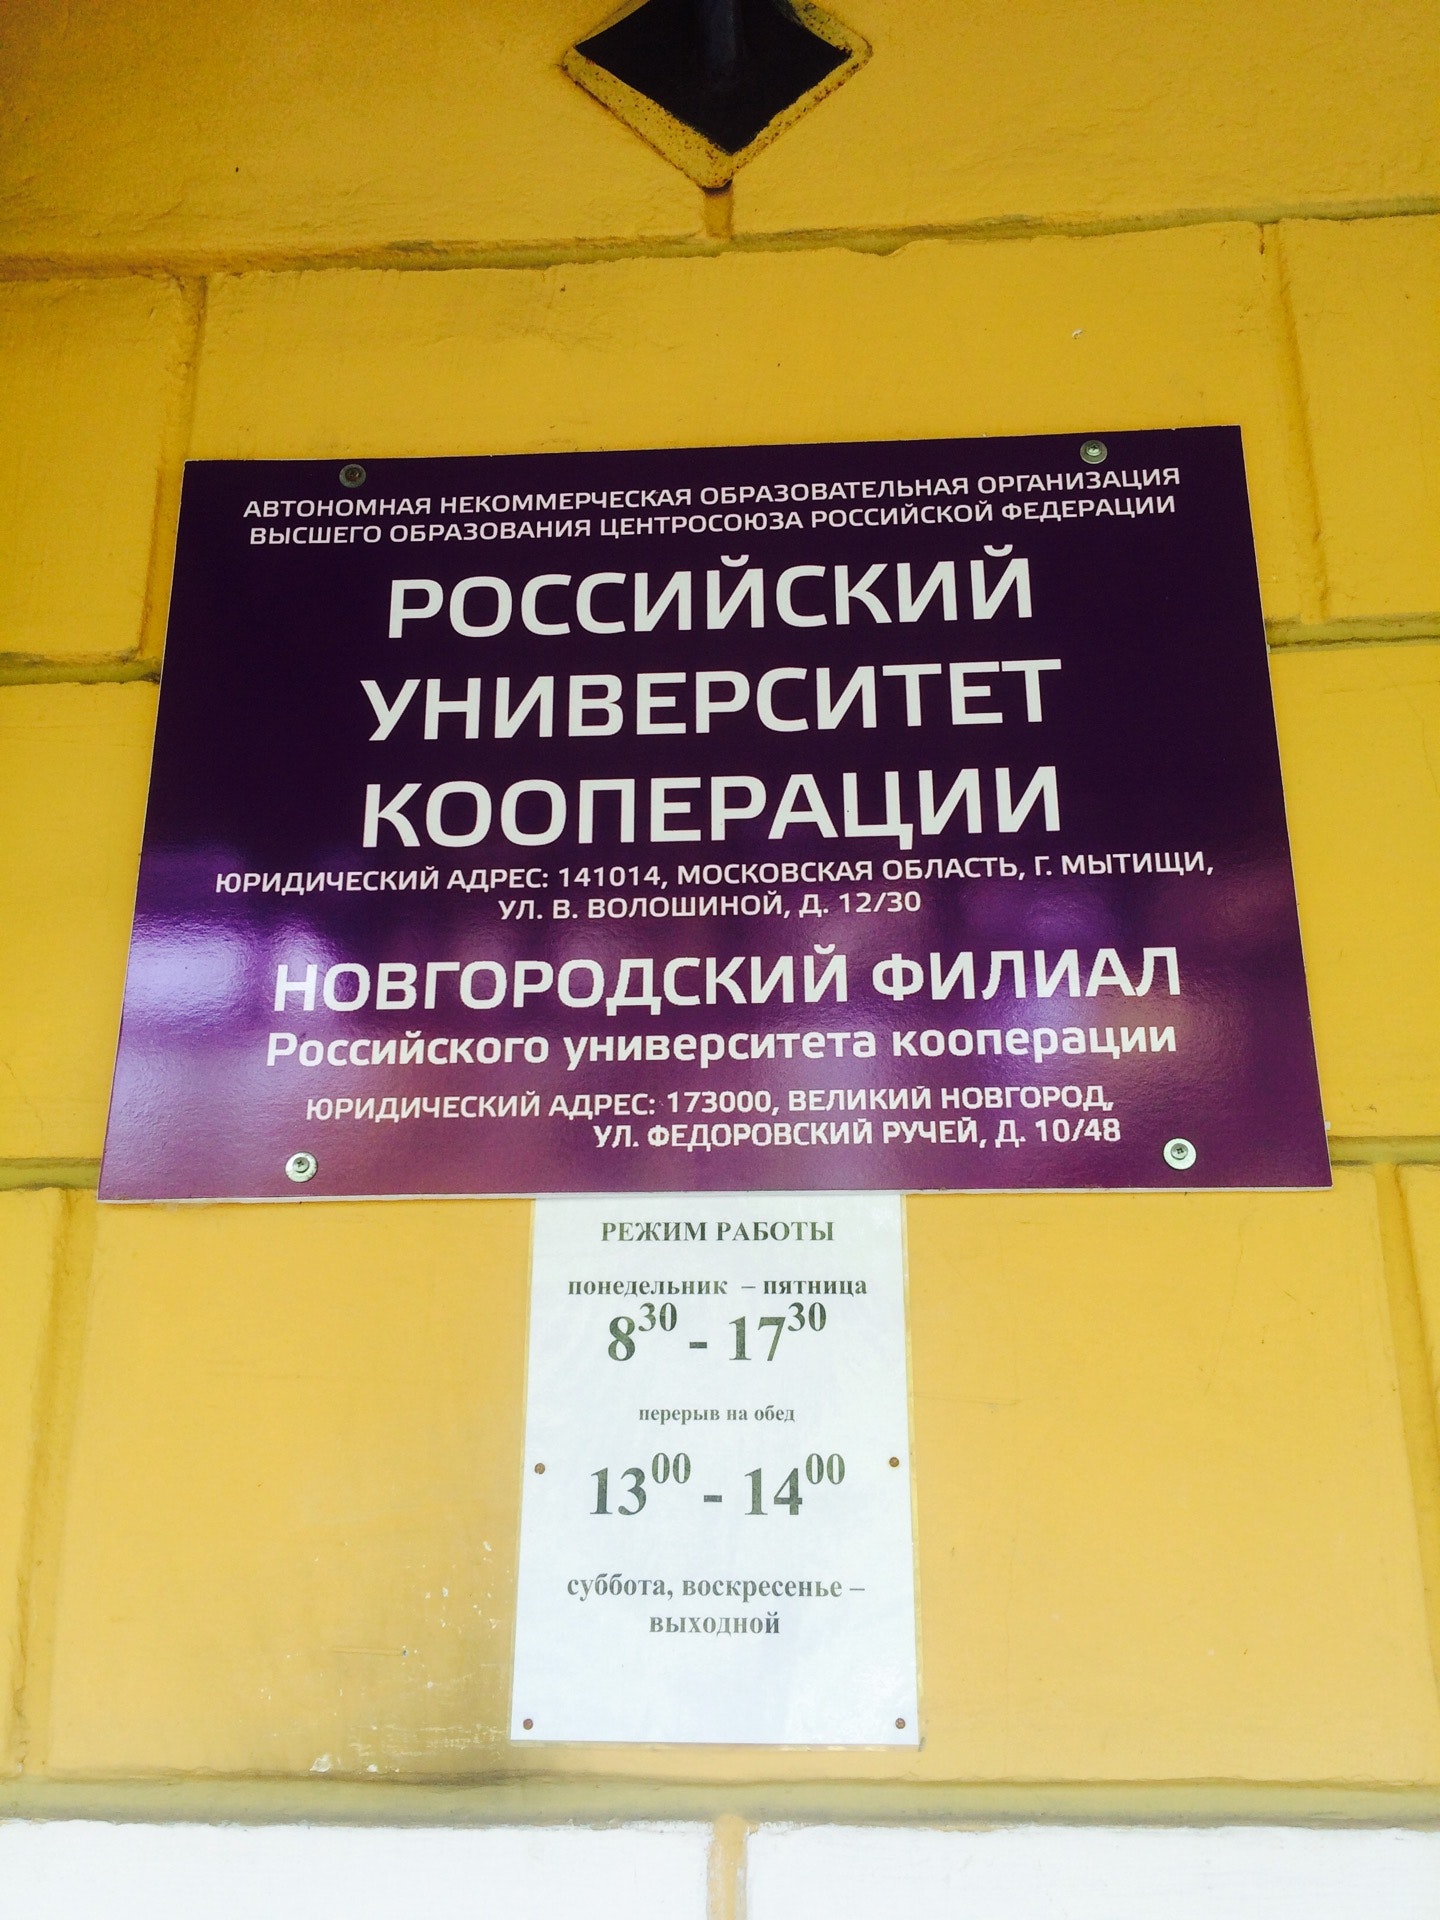 АВТОНОМНАЯ НЕКОММЕРЧЕСКАЯ ОБРАЗОВАТЕЛЬНАЯ ОРГАНИЗАЦИЯ
ВЫСШЕГО ОБРАЗОВАНИЯ ЦЕНТРОСОЮЗА РОССИЙСКОЙ ФЕДЕРАЦИИ
РОССИЙСКИЙ
УНИВЕРСИТЕТ
КООПЕРАЦИИ
ЮРИДИЧЕСКИЙ АДРЕС: 141014, МОСКОВСКАЯ ОБЛАСТЬ, Г. МЫТИЩИ,
УЛ. В. ВОЛОШИНОЙ, Д. 12/30
НОВГОРОДСКИЙ ФИЛИАЛ
Российского университета кооперации
ЮРИДИЧЕСКИЙ АДРЕС: 173000, ВЕЛИКИЙ НОВГОРОД,
УЛ. ФЕДОРОВСКИЙ РУЧЕЙ, Д. 10/48
РЕЖИМ РАБОТЫ
понедельник – пятница
8³⁰ - 17³⁰
перерыв на обед
13⁰⁰ - 14⁰⁰
суббота, воскресенье –
выходной